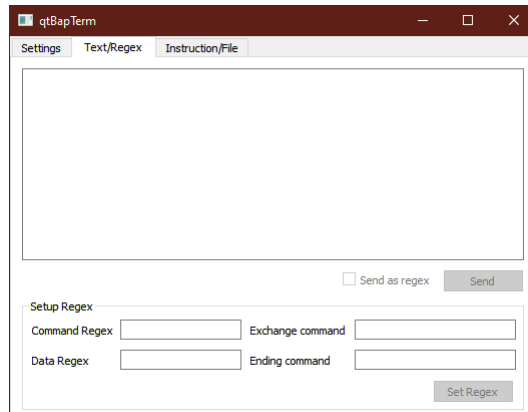 qtBapTerm
Settings Text/Regex Instruction/File
Send as regex Send
Setup Regex
Command Regex Exchange command
Data Regex Ending command
Set Regex